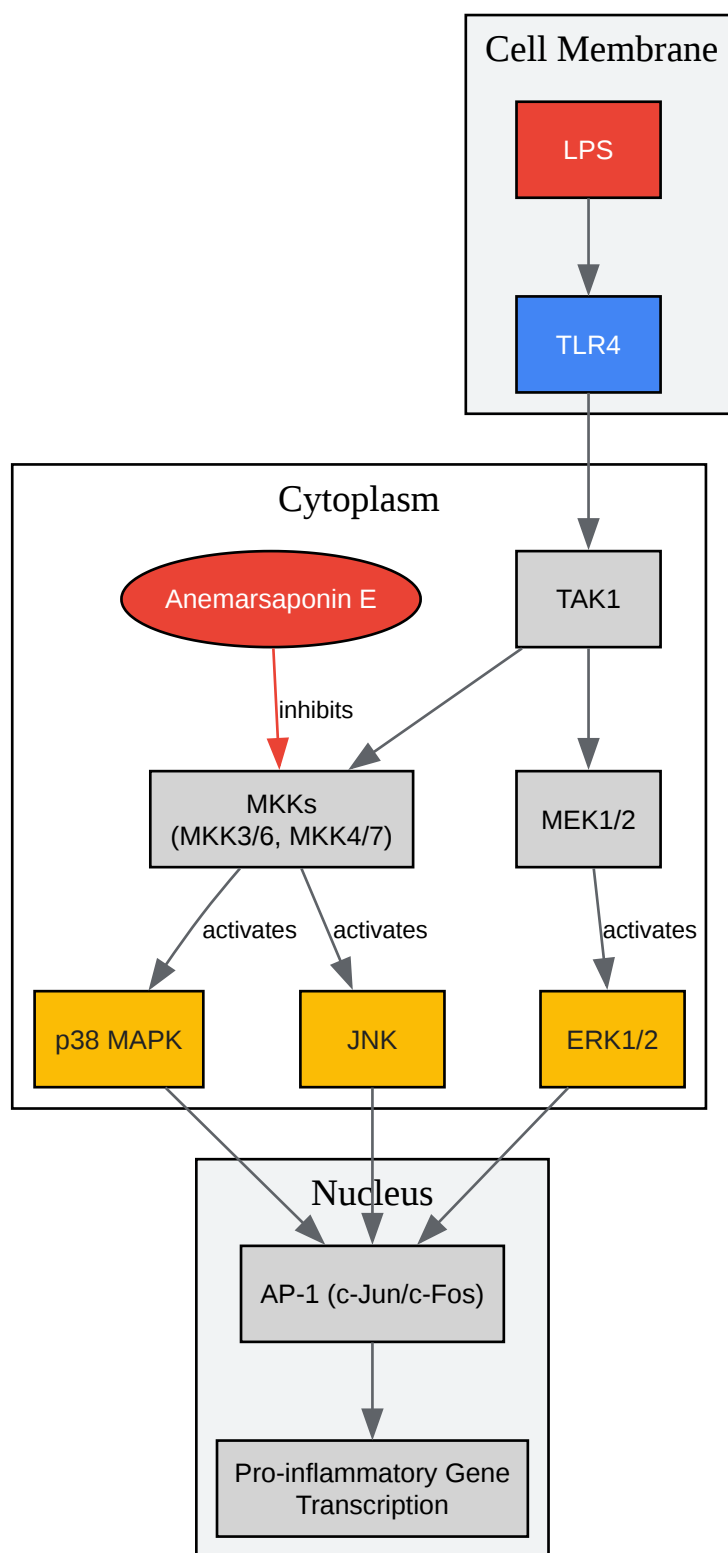 Cell Membrane
LPS
TLR4
Cytoplasm
Anemarsaponin E
TAK1
inhibits
MKKs
(MKK3/6, MKK4/7)
MEK1/2
activates
activates
activates
p38 MAPK
JNK
ERK1/2
Nucleus
AP-1 (c-Jun/c-Fos)
Pro-inflammatory Gene
Transcription